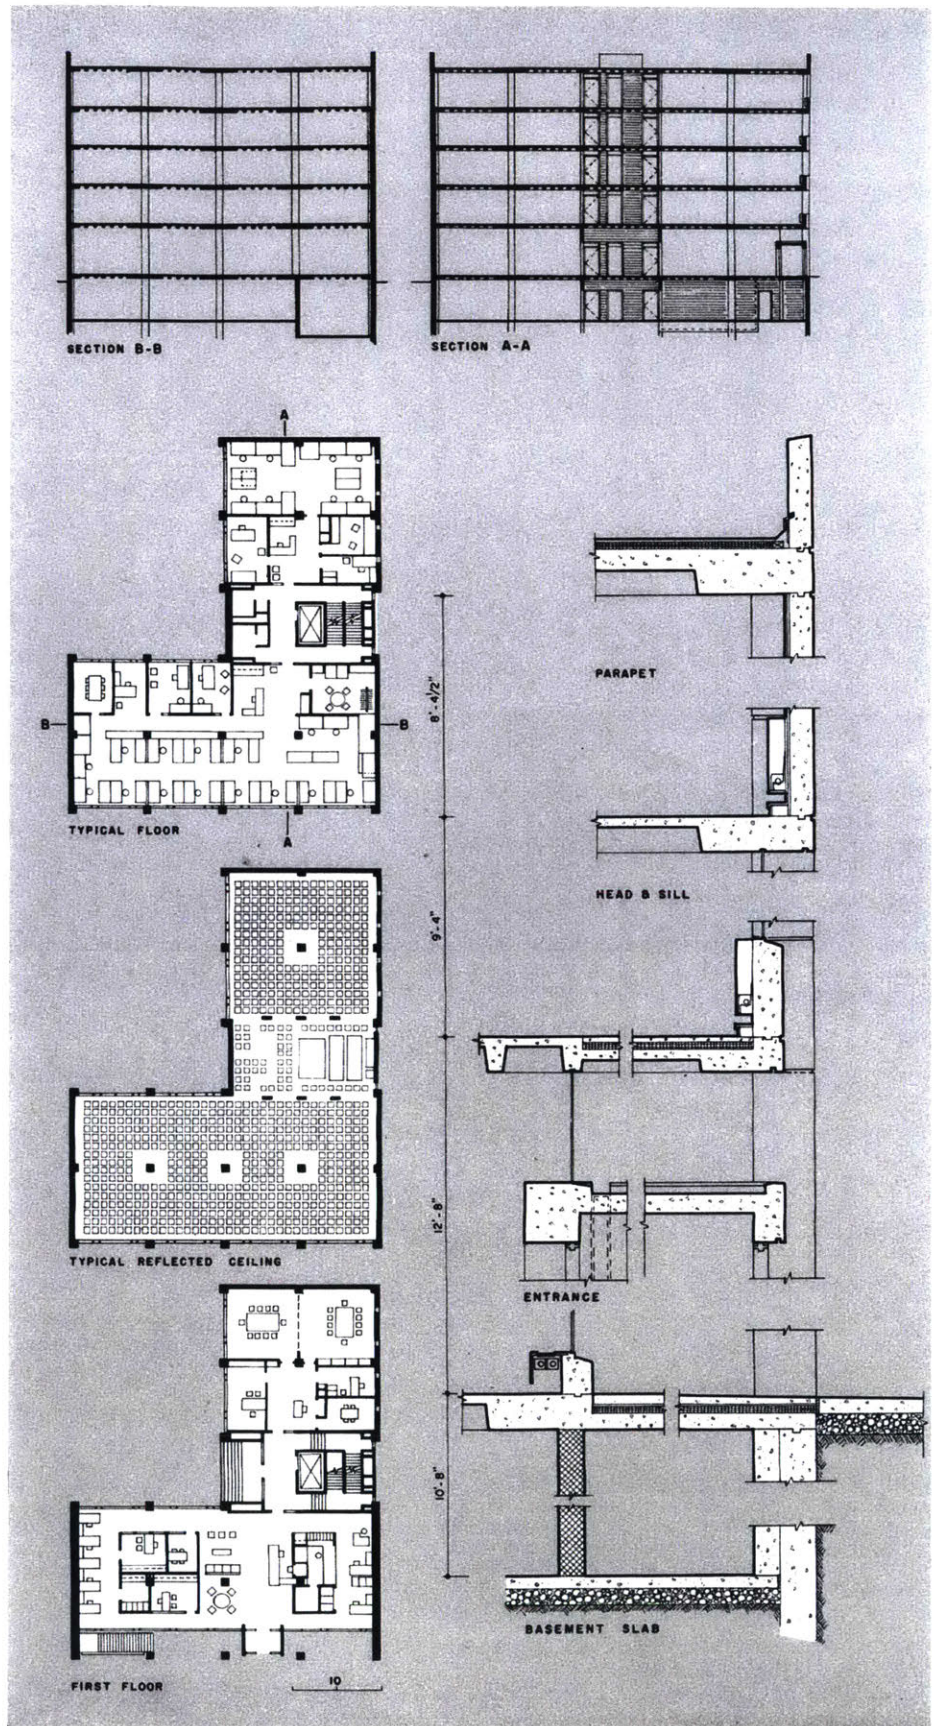 SECTION B-B
SECTION A-A
A
B
B
A
TYPICAL FLOOR
TYPICAL REFLECTED CEILING
FIRST FLOOR
10
8'-4 1/2"
9'-4"
12'-8"
10'-8"
PARAPET
HEAD & SILL
ENTRANCE
BASEMENT SLAB